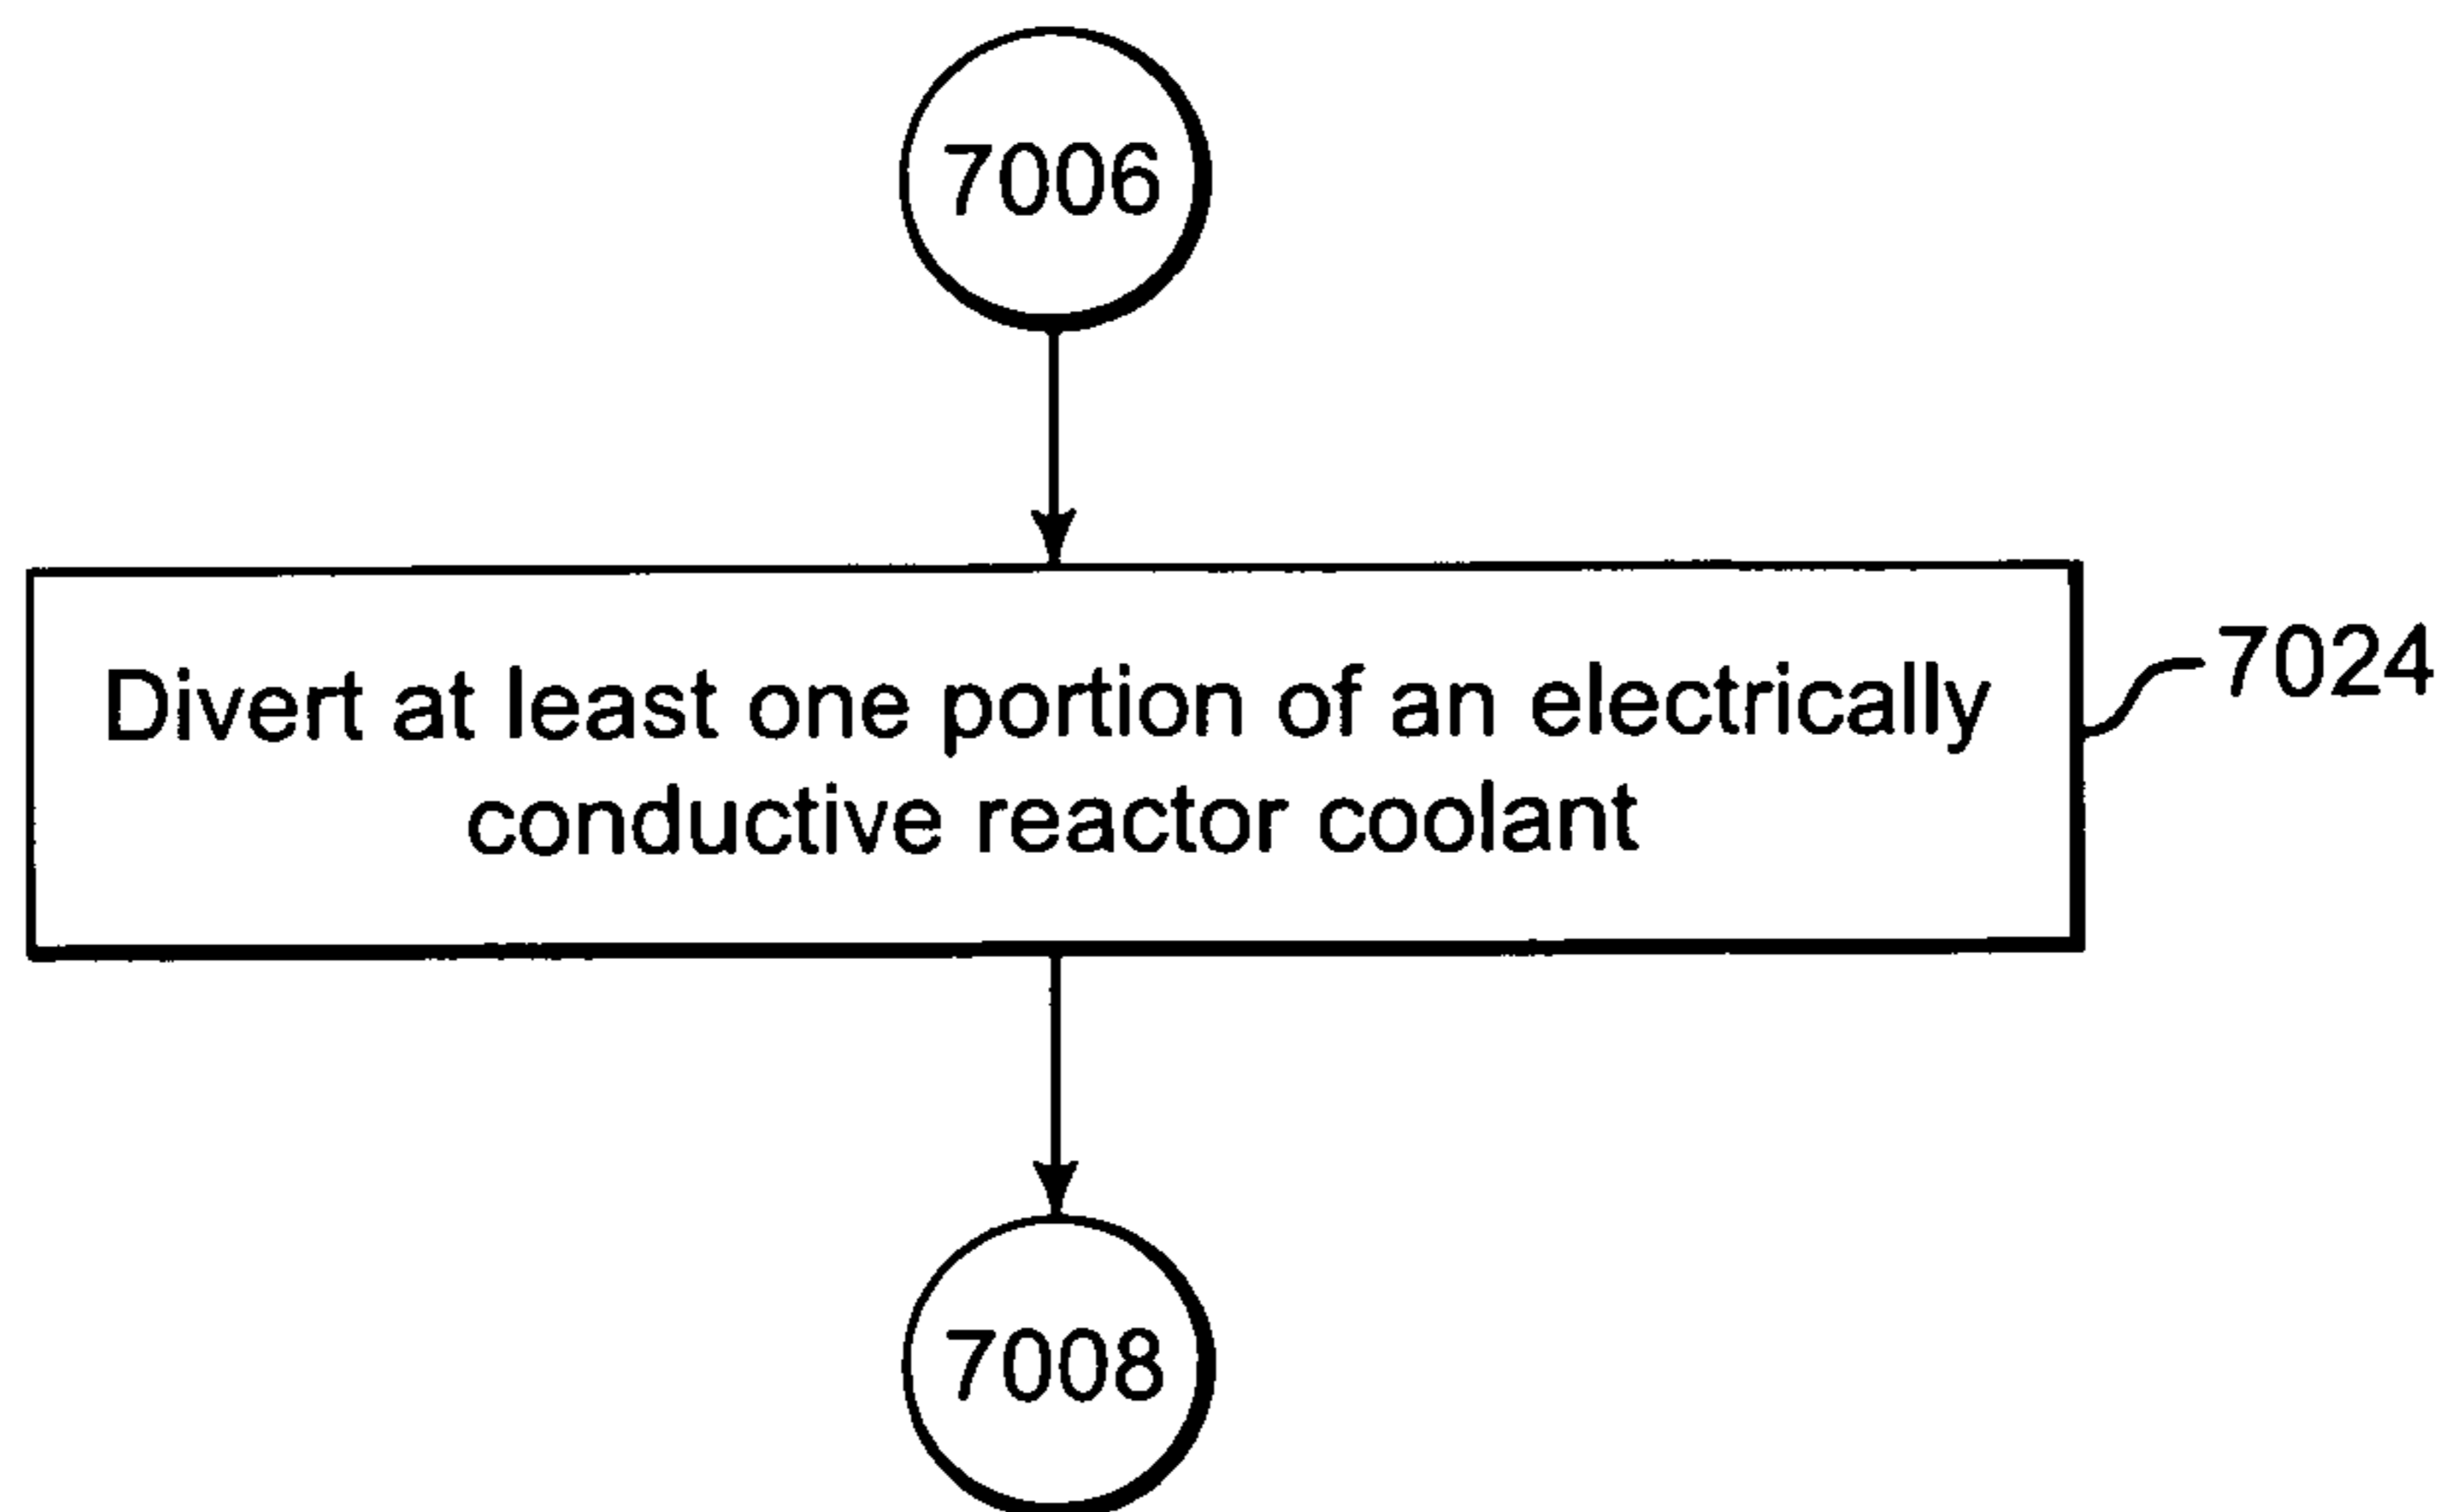 7006
Divert at least one portion of an electrically
conductive reactor coolant
7024
7008